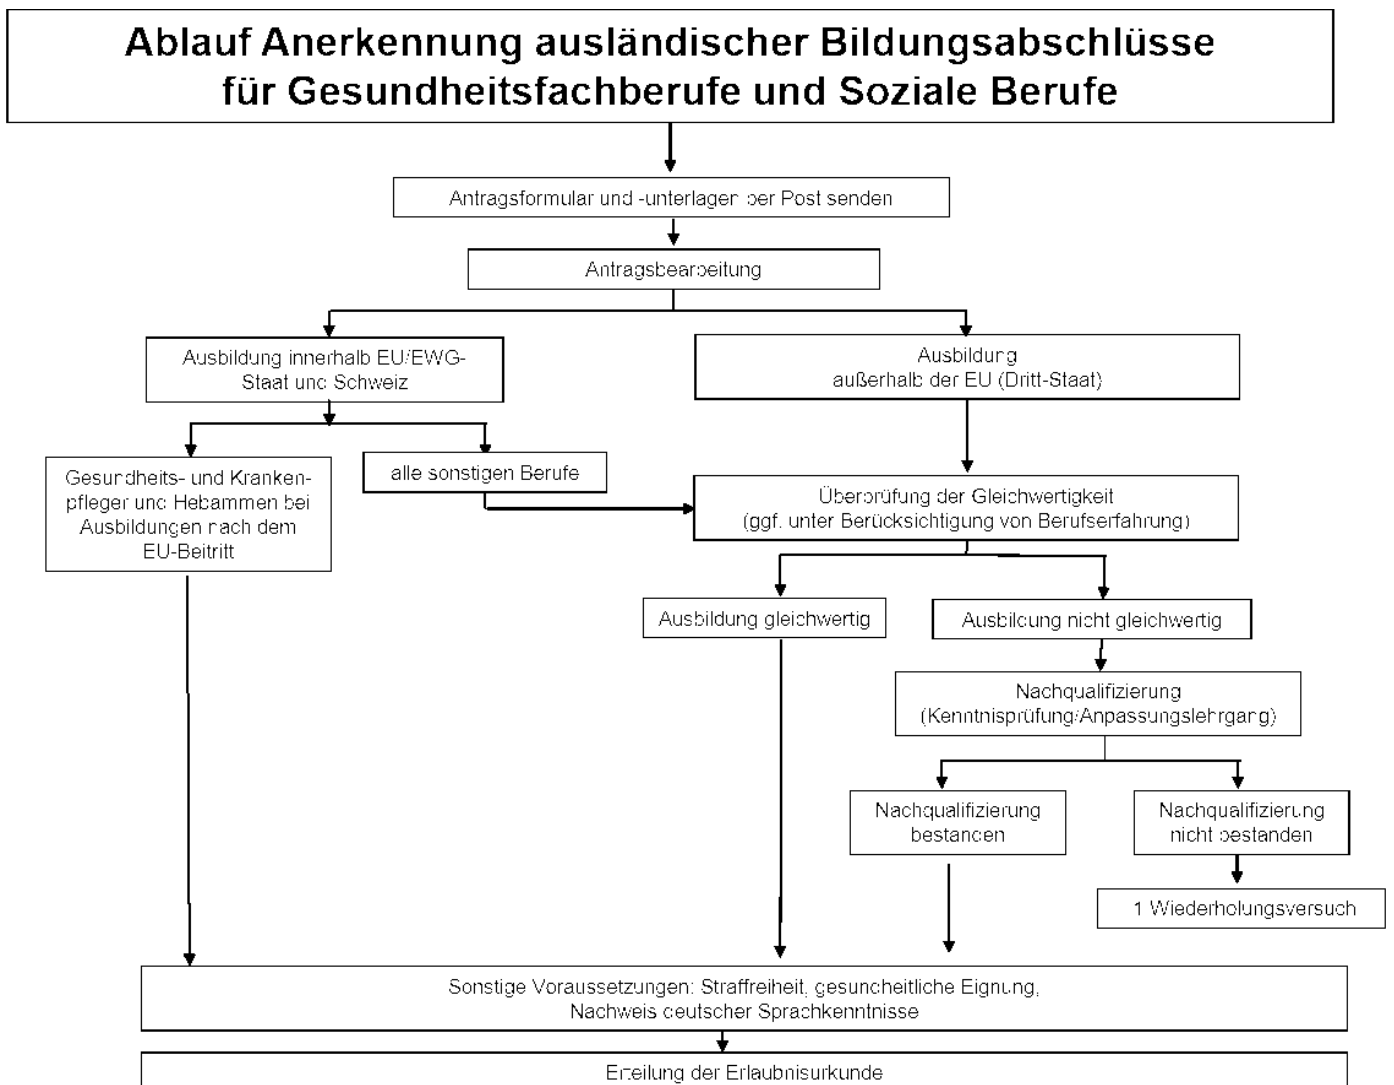 Ablauf Anerkennung ausländischer Bildungsabschlüsse
für Gesundheitsfachberufe und Soziale Berufe
Antragsformular und -unterlagen per Post senden
Antragsbearbeitung
Ausbildung innerhalb EU/EWG-
Staat und Schweiz
Ausbildung
außerhalb der EU (Dritt-Staat)
Gesundheits- und Kranken-
pfleger und Hebammen bei
Ausbildungen nach dem
EU-Beitritt
alle sonstigen Berufe
Überprüfung der Gleichwertigkeit
(ggf. unter Berücksichtigung von Berufserfahrung)
Ausbildung gleichwertig
Ausbildung nicht gleichwertig
Nachqualifizierung
(Kenntnisprüfung/Anpassungslehrgang)
Nachqualifizierung
bestanden
Nachqualifizierung
nicht bestanden
1 Wiederholungsversuch
Sonstige Voraussetzungen: Straffreiheit, gesundheitliche Eignung,
Nachweis deutscher Sprachkenntnisse
Erteilung der Erlaubnisurkunde